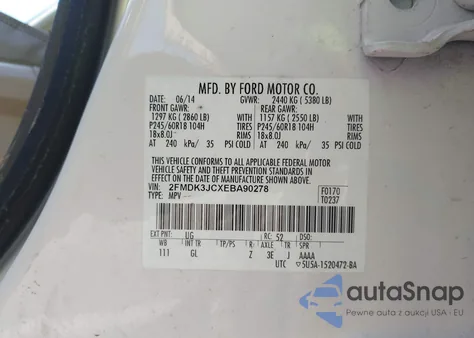 MFD. BY FORD MOTOR CO.
DATE: 06/14 GVWR: 2440 KG ( 5380 LB)
FRONT GAWR: REAR GAWR:
1297 KG ( 2860 LB) WITH 1157 KG ( 2550 LB) WITH
P245/60R18 104H TIRES P245/60R18 104H TIRES
18x8.0J RIMS 18x8.0J RIMS
AT 240 kPa/ 35 PSI COLD AT 240 kPa/ 35 PSI COLD
THIS VEHICLE CONFORMS TO ALL APPLICABLE FEDERAL MOTOR
VEHICLE SAFETY AND THEFT PREVENTION STANDARDS IN EFFECT
ON THE DATE OF MANUFACTURE SHOWN ABOVE.
VIN: 2FMDK3JCXEBA90278 F0170
TYPE: MPV T0237
EXT PNT: UG RC: 52 DSO:
WB INT TR TP/PS R AXLE TR SPR
111 GL Z 3E J AAAA
UTC
autoSnap
Pewne auta z aukcji USA i EU